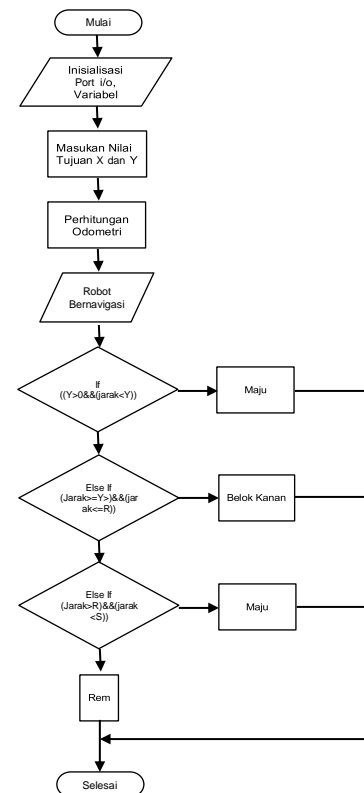 Mulai
Inisialisasi
Port i/o,
Variabel
Masukan Nilai
Tujuan X dan Y
Perhitungan
Odometri
Robot
Bernavigasi
If
((Y>0&&(jarak<Y))
Maju
Else If
(Jarak>=Y>)&&(jar
ak<=R))
Belok Kanan
Else If
(Jarak>R)&&(jarak
<S))
Maju
Rem
Selesai